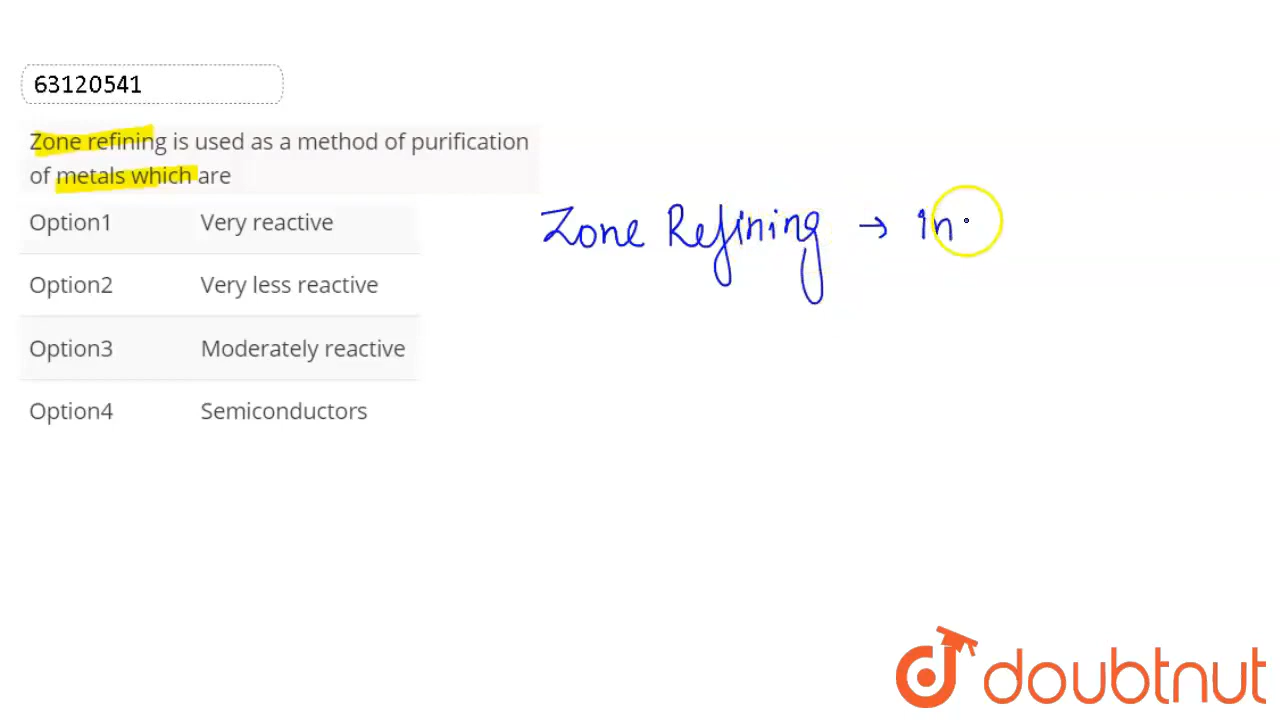 63120541
Zone refining is used as a method of purification
of metals which are
Option1 Very reactive
Option2 Very less reactive
Option3 Moderately reactive
Option4 Semiconductors
Zone Refining → In
doubtnut